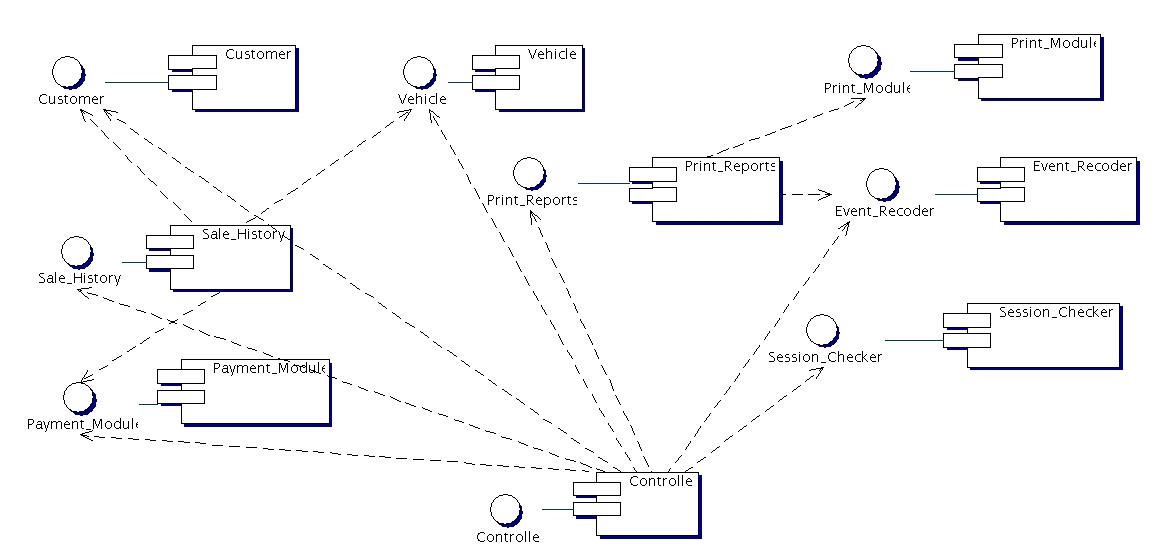 Customer
Customer
Vehicle
Vehicle
Print_Module
Print_Module
Print_Reports
Print_Reports
Event_Recoder
Event_Recoder
Sale_History
Sale_History
Session_Checker
Session_Checker
Payment_Module
Payment_Module
Controlle
Controlle